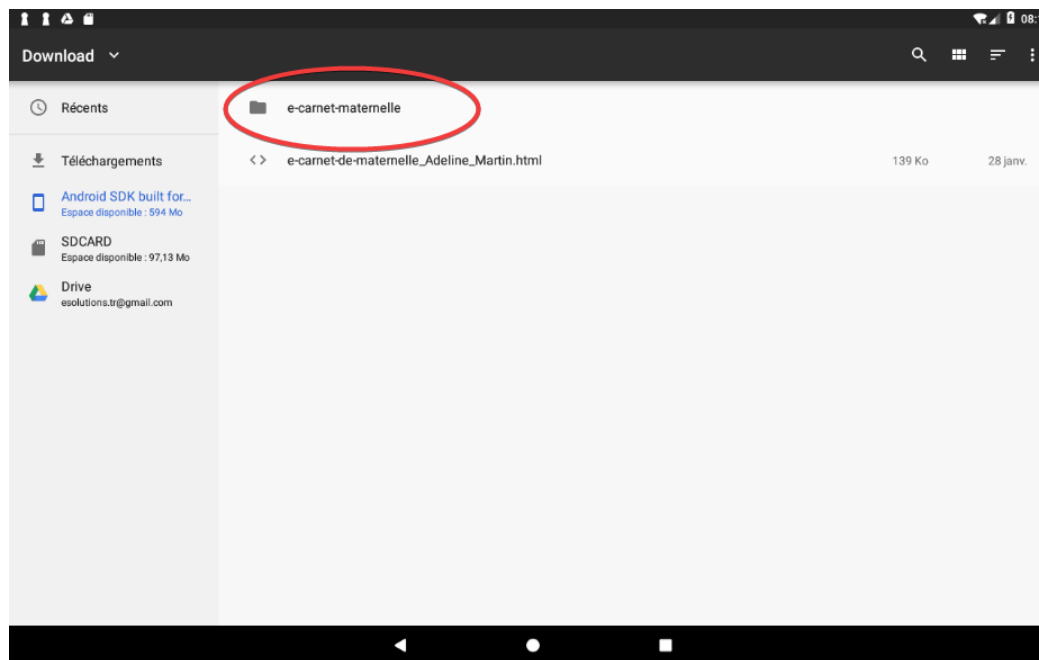 08:
Download
Récents
e-carnet-maternelle
Téléchargements
e-carnet-de-maternelle_Adeline_Martin.html 139 Ko 28 janv.
Android SDK built for...
Espace disponible : 594 Mo
SDCARD
Espace disponible : 97,13 Mo
Drive
esolutions.tr@gmail.com